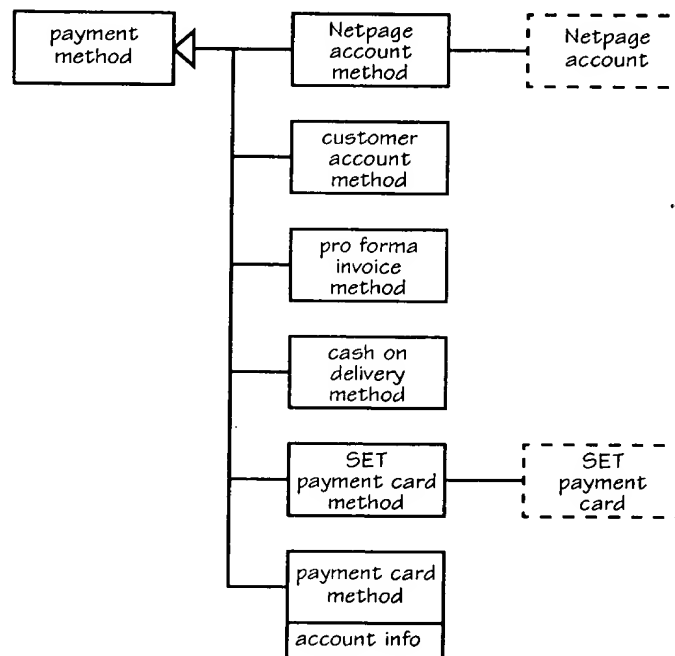 payment
method
Netpage
account
method
Netpage
account
customer
account
method
pro forma
invoice
method
cash on
delivery
method
SET
payment card
method
SET
payment
card
payment card
method
account info